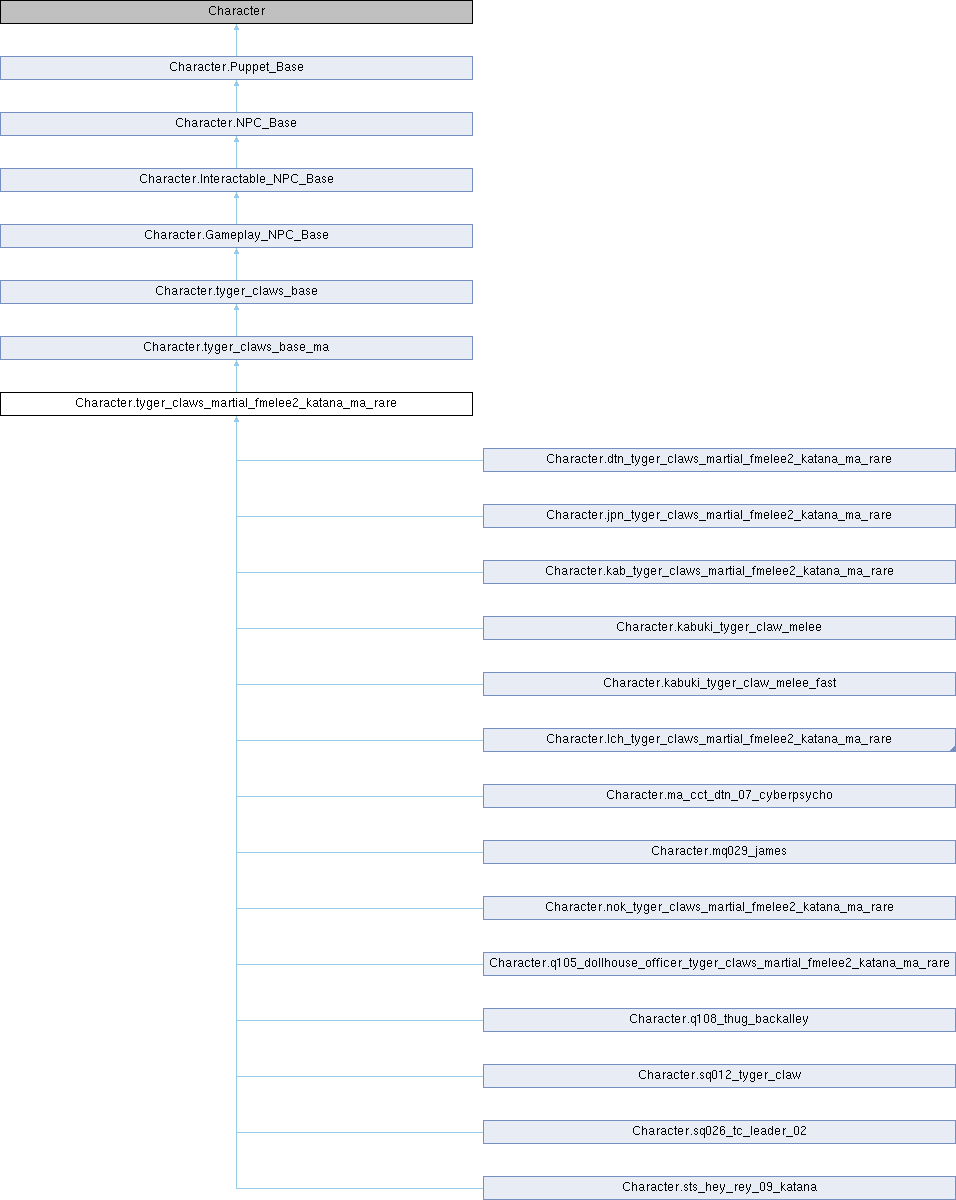 Character
Character.Puppet_Base
Character.NPC_Base
Character.Interactable_NPC_Base
Character.Gameplay_NPC_Base
Character.tyger_claws_base
Character.tyger_claws_base_ma
Character.tyger_claws_martial_fmelee2_katana_ma_rare
Character.dtn_tyger_claws_martial_fmelee2_katana_ma_rare
Character.jpn_tyger_claws_martial_fmelee2_katana_ma_rare
Character.kab_tyger_claws_martial_fmelee2_katana_ma_rare
Character.kabuki_tyger_claw_melee
Character.kabuki_tyger_claw_melee_fast
Character.lch_tyger_claws_martial_fmelee2_katana_ma_rare
Character.ma_cct_dtn_07_cyberpsycho
Character.mq029_james
Character.nok_tyger_claws_martial_fmelee2_katana_ma_rare
Character.q105_dollhouse_officer_tyger_claws_martial_fmelee2_katana_ma_rare
Character.q108_thug_backalley
Character.sq012_tyger_claw
Character.sq026_tc_leader_02
Character.sts_hey_rey_09_katana